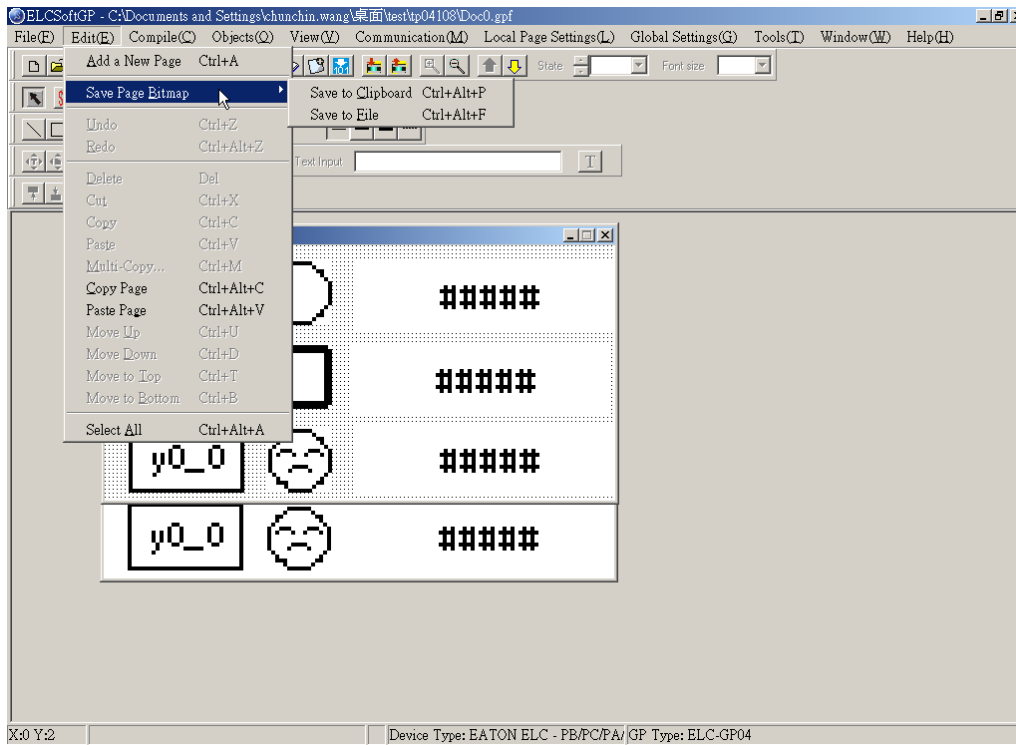 ELCSoftGP - C:\Documents and Settings\chunchin.wang\桌面\test\tp04108\Doc0.gpf
File(F) Edit(E) Compile(C) Objects(O) View(V) Communication(M) Local Page Settings(L) Global Settings(G) Tools(T) Window(W) Help(H)
Add a New Page Ctrl+A
State
Font size
Save Page Bitmap
Save to Clipboard Ctrl+Alt+P
Save to File Ctrl+Alt+F
Undo Ctrl+Z
Redo Ctrl+Alt+Z
Text Input
T
Delete Del
Cut Ctrl+X
Copy Ctrl+C
Paste Ctrl+V
Multi-Copy... Ctrl+M
Copy Page Ctrl+Alt+C
Paste Page Ctrl+Alt+V
Move Up Ctrl+U
Move Down Ctrl+D
Move to Top Ctrl+T
Move to Bottom Ctrl+B
Select All Ctrl+Alt+A
#####
#####
y0_0 #####
y0_0 #####
X:0 Y:2 Device Type: EATON ELC - PB/PC/PA/ GP Type: ELC-GP04